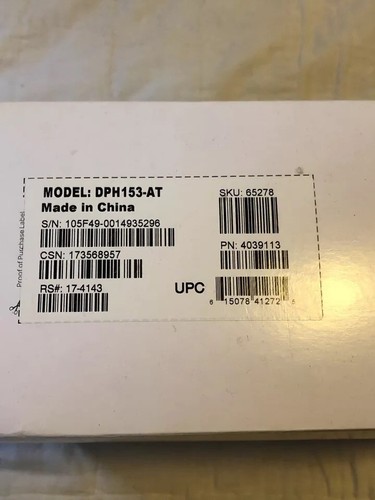 MODEL: DPH153-AT
Made in China
S/N: 105F49-0014935296
CSN: 173568957
RS#: 17-4143
SKU: 65278
PN: 4039113
UPC
6 15078 41272
Proof of Purchase Label